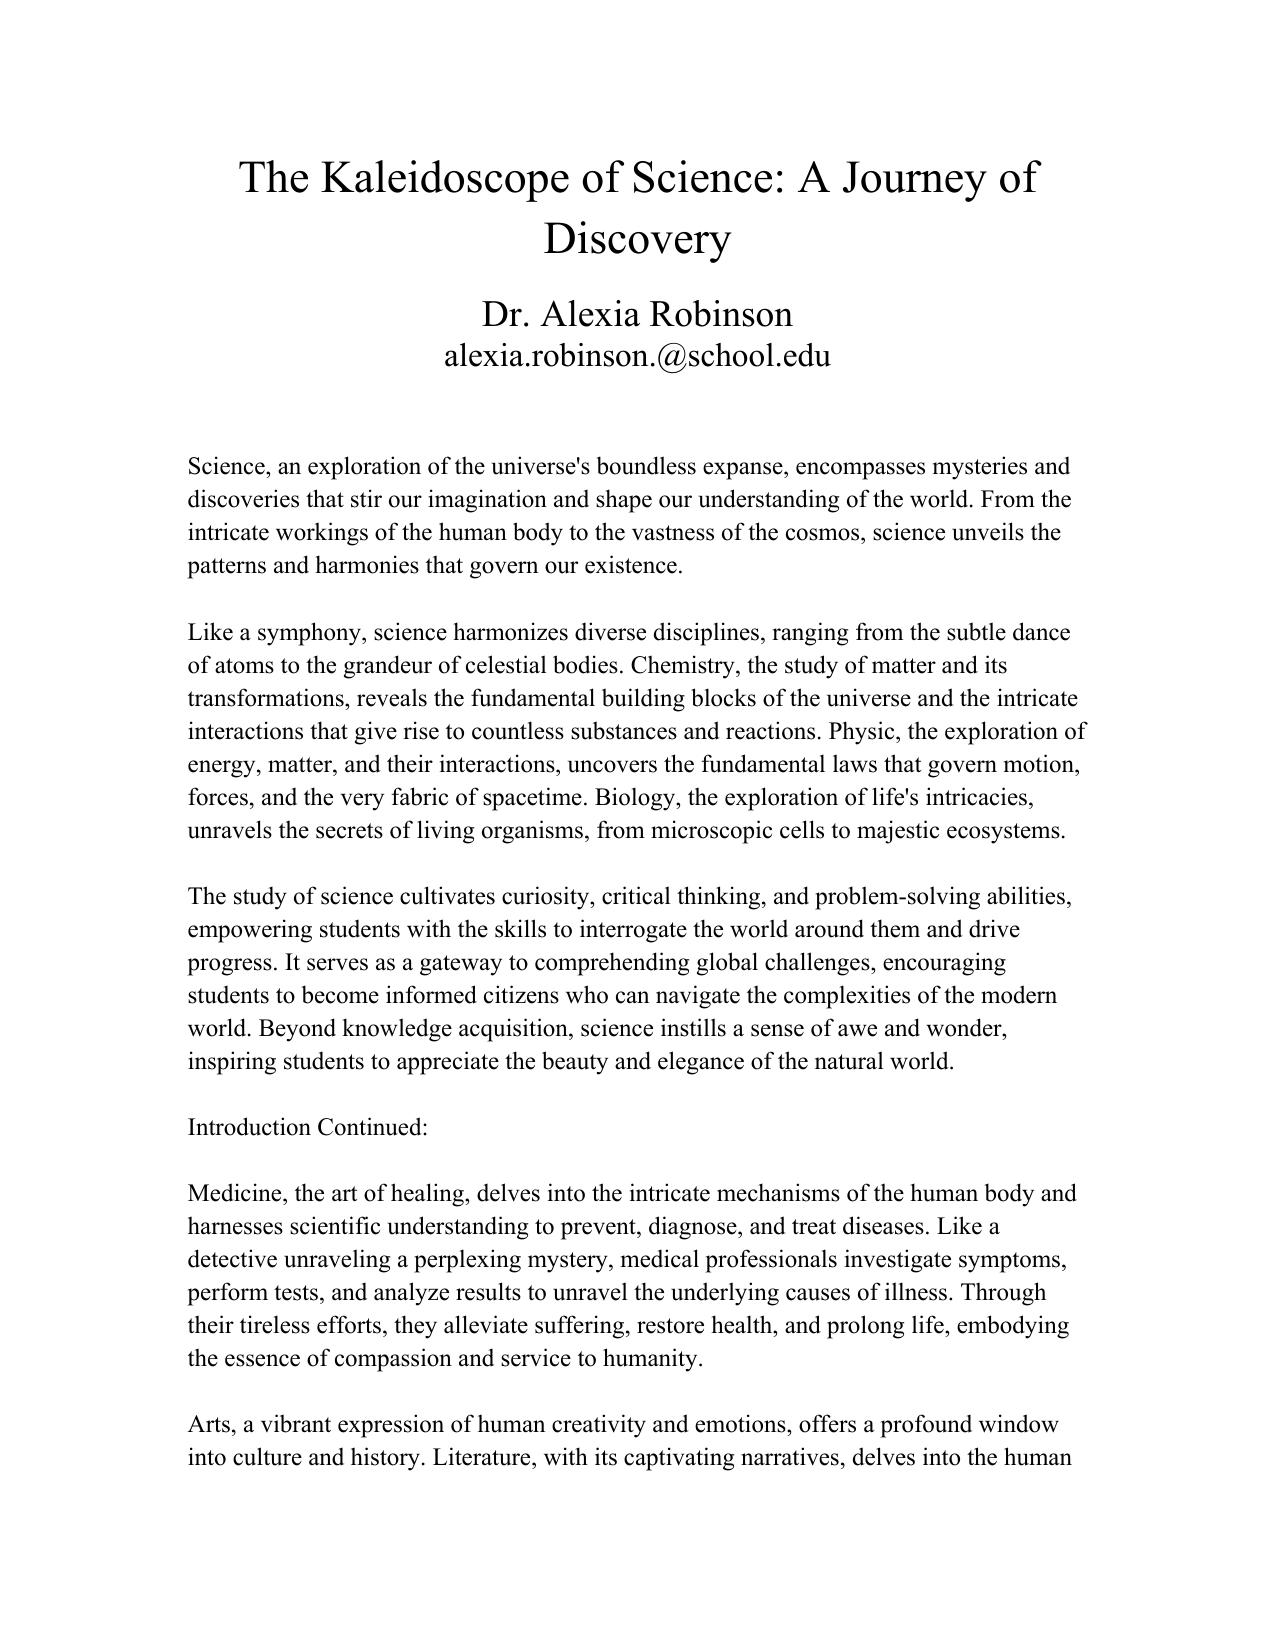 The Kaleidoscope of Science: A Journey of
Discovery
Dr. Alexia Robinson
alexia.robinson.@school.edu
Science, an exploration of the universe's boundless expanse, encompasses mysteries and
discoveries that stir our imagination and shape our understanding of the world. From the
intricate workings of the human body to the vastness of the cosmos, science unveils the
patterns and harmonies that govern our existence.
Like a symphony, science harmonizes diverse disciplines, ranging from the subtle dance
of atoms to the grandeur of celestial bodies. Chemistry, the study of matter and its
transformations, reveals the fundamental building blocks of the universe and the intricate
interactions that give rise to countless substances and reactions. Physic, the exploration of
energy, matter, and their interactions, uncovers the fundamental laws that govern motion,
forces, and the very fabric of spacetime. Biology, the exploration of life's intricacies,
unravels the secrets of living organisms, from microscopic cells to majestic ecosystems.
The study of science cultivates curiosity, critical thinking, and problem-solving abilities,
empowering students with the skills to interrogate the world around them and drive
progress. It serves as a gateway to comprehending global challenges, encouraging
students to become informed citizens who can navigate the complexities of the modern
world. Beyond knowledge acquisition, science instills a sense of awe and wonder,
inspiring students to appreciate the beauty and elegance of the natural world.
Introduction Continued:
Medicine, the art of healing, delves into the intricate mechanisms of the human body and
harnesses scientific understanding to prevent, diagnose, and treat diseases. Like a
detective unraveling a perplexing mystery, medical professionals investigate symptoms,
perform tests, and analyze results to unravel the underlying causes of illness. Through
their tireless efforts, they alleviate suffering, restore health, and prolong life, embodying
the essence of compassion and service to humanity.
Arts, a vibrant expression of human creativity and emotions, offers a profound window
into culture and history. Literature, with its captivating narratives, delves into the human